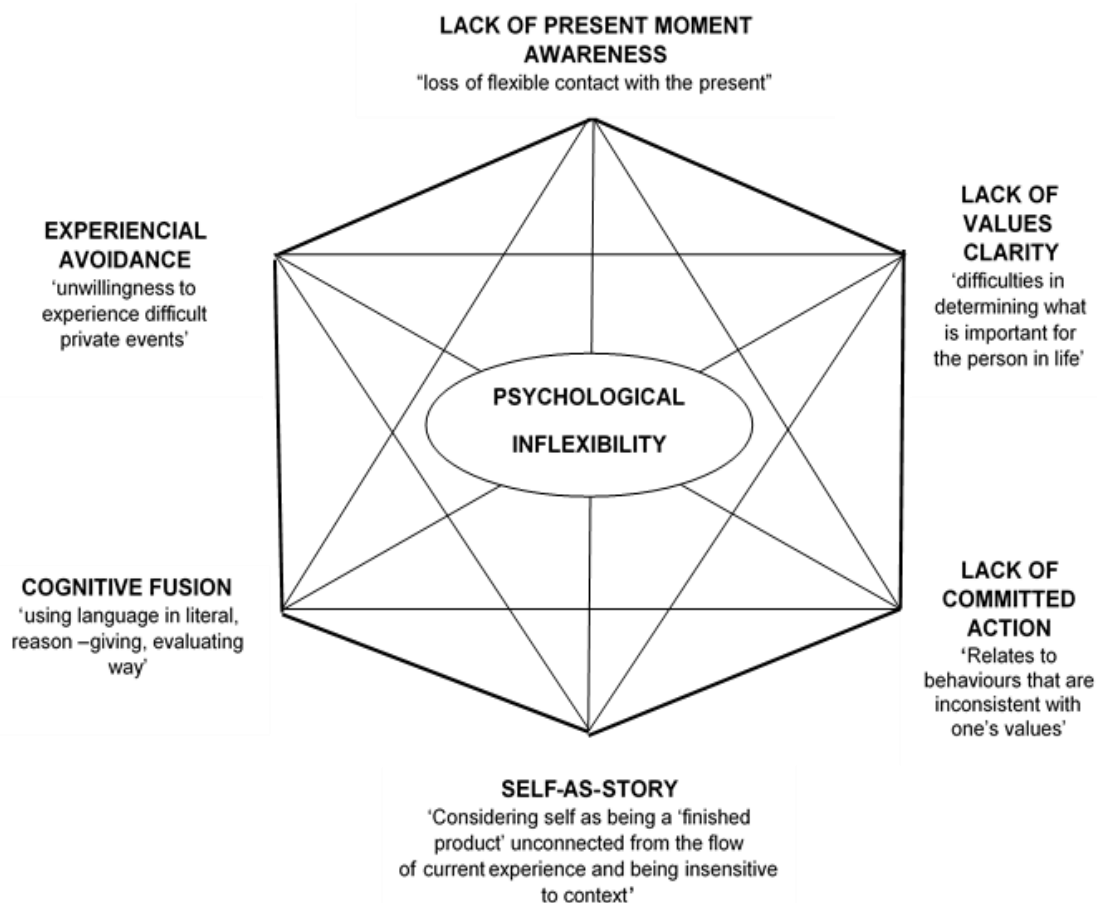 LACK OF PRESENT MOMENT
AWARENESS
“loss of flexible contact with the present”
EXPERIENCIAL
AVOIDANCE
‘unwillingness to
experience difficult
private events’
LACK OF
VALUES
CLARITY
‘difficulties in
determining what
is important for
the person in life’
PSYCHOLOGICAL
INFLEXIBILITY
COGNITIVE FUSION
‘using language in literal,
reason –giving, evaluating
way’
LACK OF
COMMITTED
ACTION
‘Relates to
behaviours that are
inconsistent with
one’s values’
SELF-AS-STORY
‘Considering self as being a ‘finished
product’ unconnected from the flow
of current experience and being insensitive
to context’